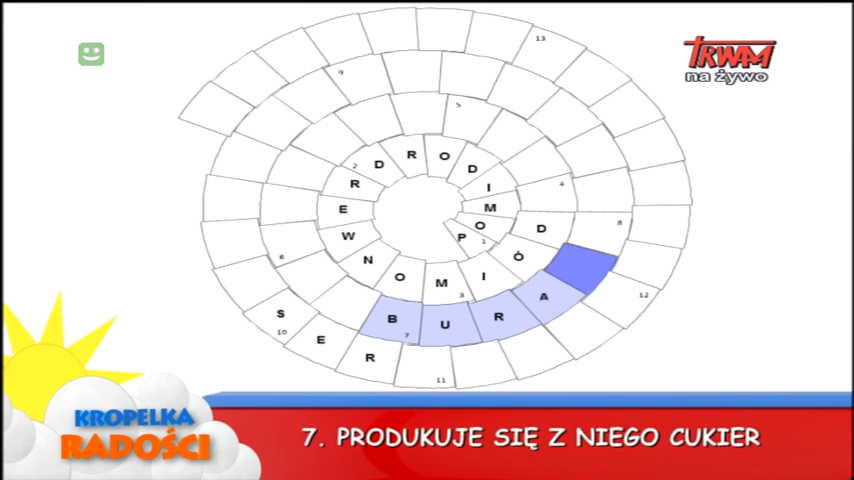 13
TRWAM
na żywo
9
5
R O
D D
2
R I
4
E M
O
8
W P 1 D
6
N Ó
O M I
3
12
A
S B U R
10
7
E
R
11
KROPELKA
RADOŚCI
7. PRODUKUJE SIĘ Z NIEGO CUKIER